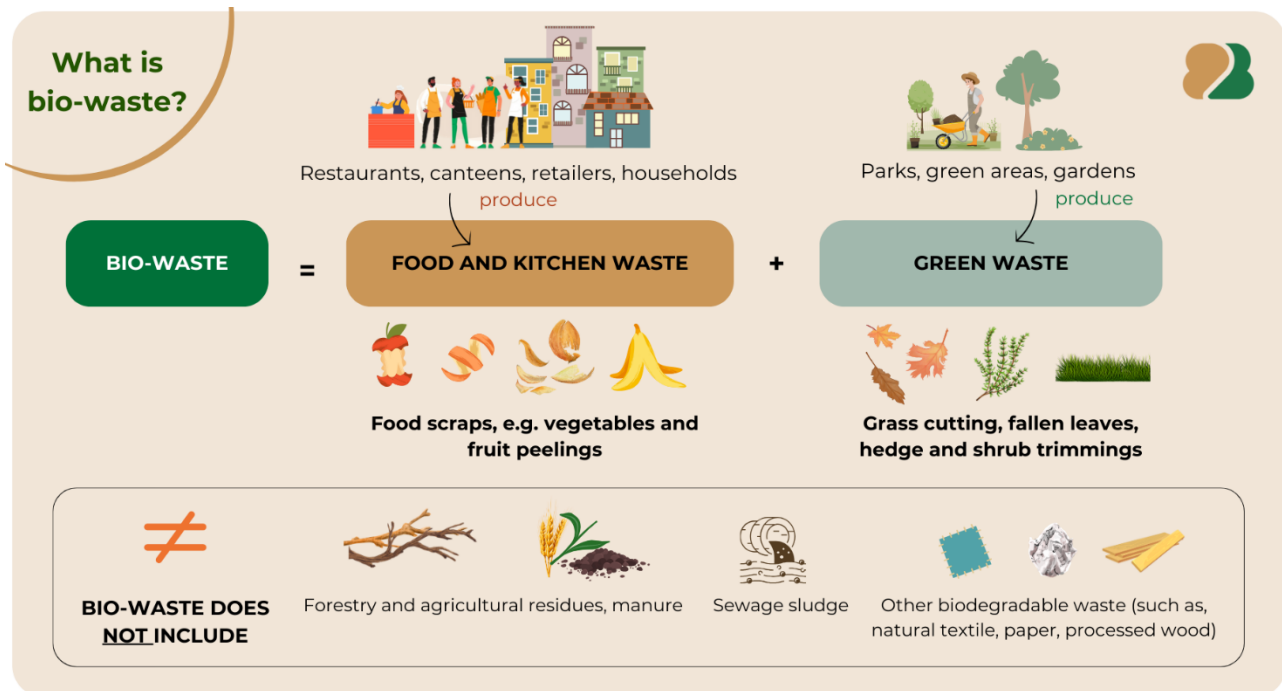 What is
bio-waste?
Restaurants, canteens, retailers, households
produce
Parks, green areas, gardens
produce
BIO-WASTE
=
FOOD AND KITCHEN WASTE
+
GREEN WASTE
Food scraps, e.g. vegetables and
fruit peelings
Grass cutting, fallen leaves,
hedge and shrub trimmings
≠
BIO-WASTE DOES
NOT INCLUDE
Forestry and agricultural residues, manure
Sewage sludge
Other biodegradable waste (such as,
natural textile, paper, processed wood)